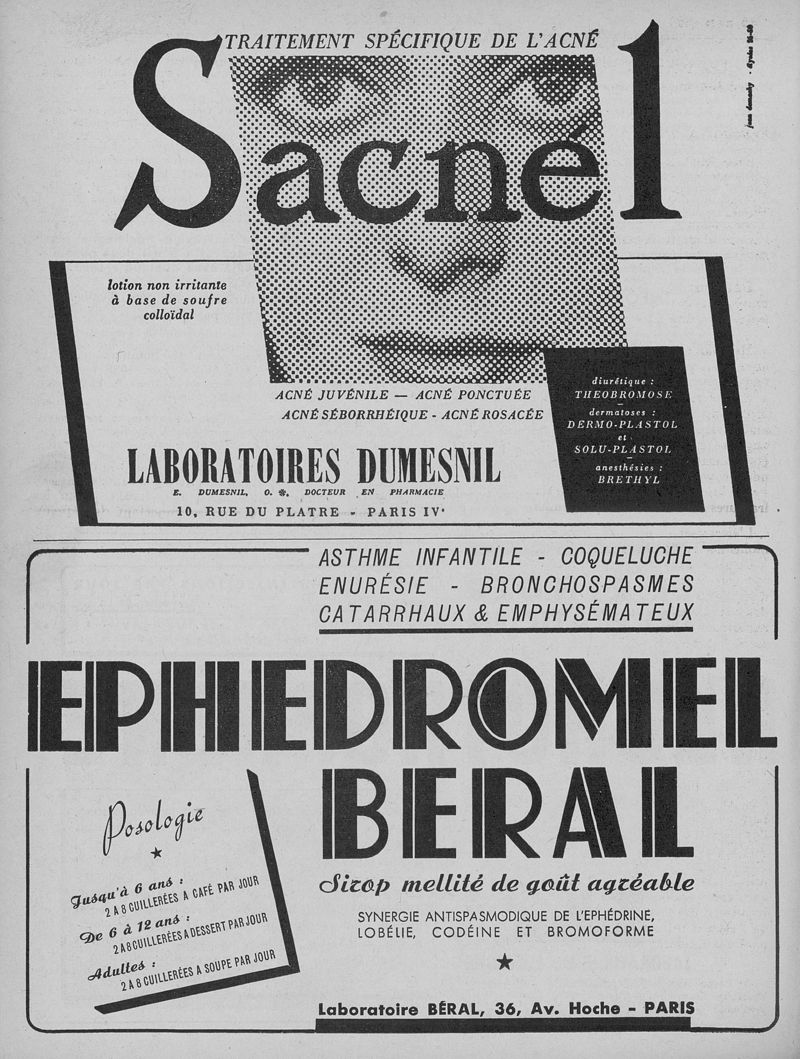 TRAITEMENT SPÉCIFIQUE DE L'ACNÉ
Sacnél
jean demachy - élysées
lotion non irritante
à base de soufre
colloïdal
ACNÉ JUVÉNILE — ACNÉ PONCTUÉE
ACNÉ SÉBORRHÉIQUE - ACNÉ ROSACÉE
LABORATOIRES DUMESNIL
E. DUMESNIL, O. ✻, DOCTEUR EN PHARMACIE
10, RUE DU PLATRE - PARIS IVᵉ
diurétique :
THEOBROMOSE
–
dermatoses :
DERMO-PLASTOL
et
SOLU-PLASTOL
–
anesthésies :
BRETHYL
ASTHME INFANTILE - COQUELUCHE
ENURÉSIE - BRONCHOSPASMES
CATARRHAUX & EMPHYSÉMATEUX
EPHEDROMEL
BERAL
Posologie
★
Jusqu'à 6 ans :
2 A 8 CUILLERÉES A CAFÉ PAR JOUR
De 6 à 12 ans :
2 A 8 CUILLERÉES A DESSERT PAR JOUR
Adultes :
2 A 8 CUILLERÉES A SOUPE PAR JOUR
Sirop mellité de goût agréable
SYNERGIE ANTISPASMODIQUE DE L'EPHÉDRINE,
LOBÉLIE, CODÉINE ET BROMOFORME
★
Laboratoire BÉRAL, 36, Av. Hoche - PARIS